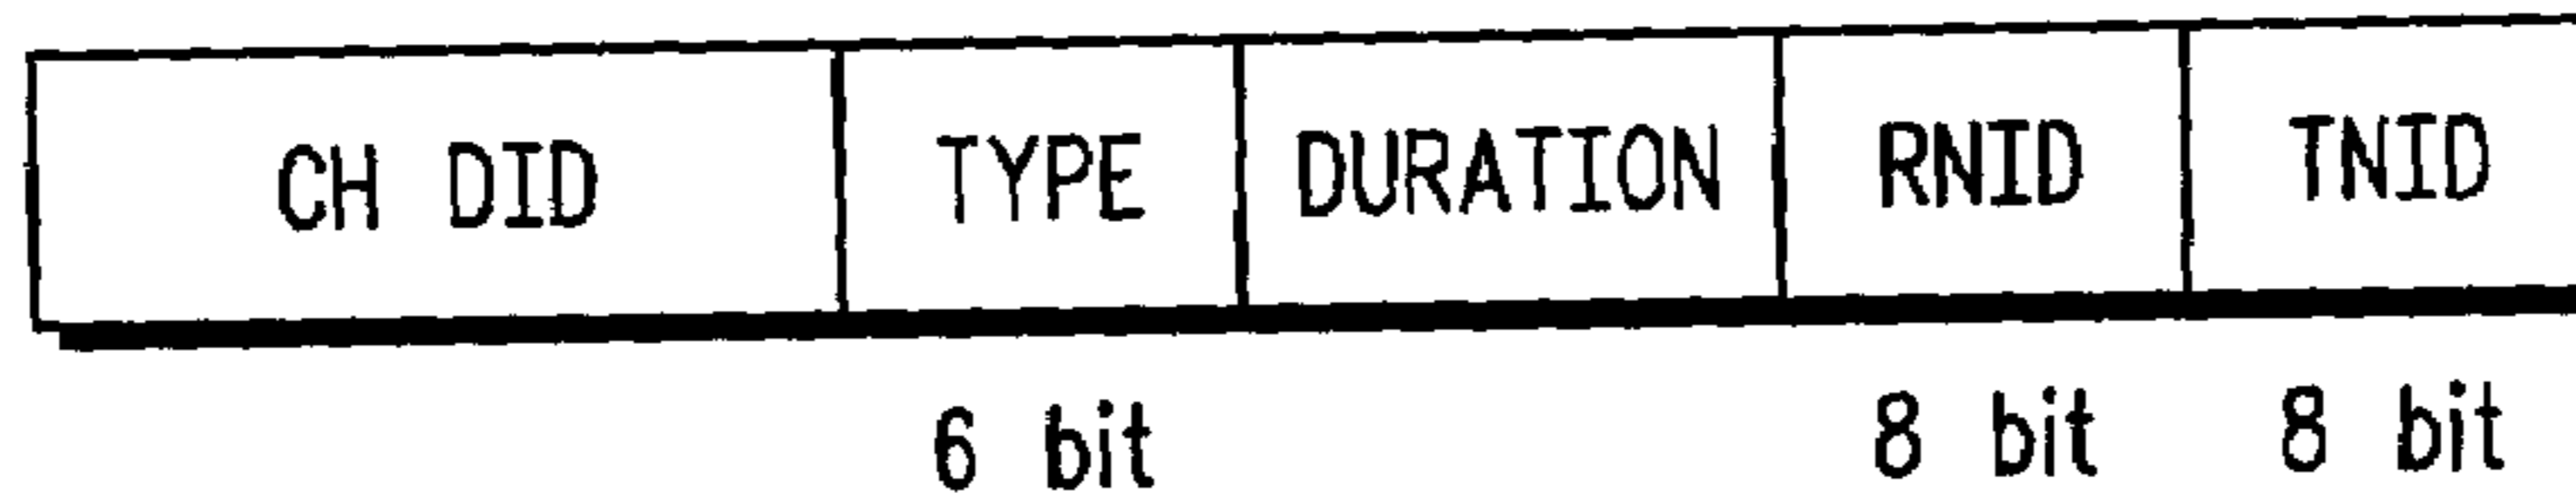 CH DID TYPE DURATION RNID TNID
6 bit 8 bit 8 bit